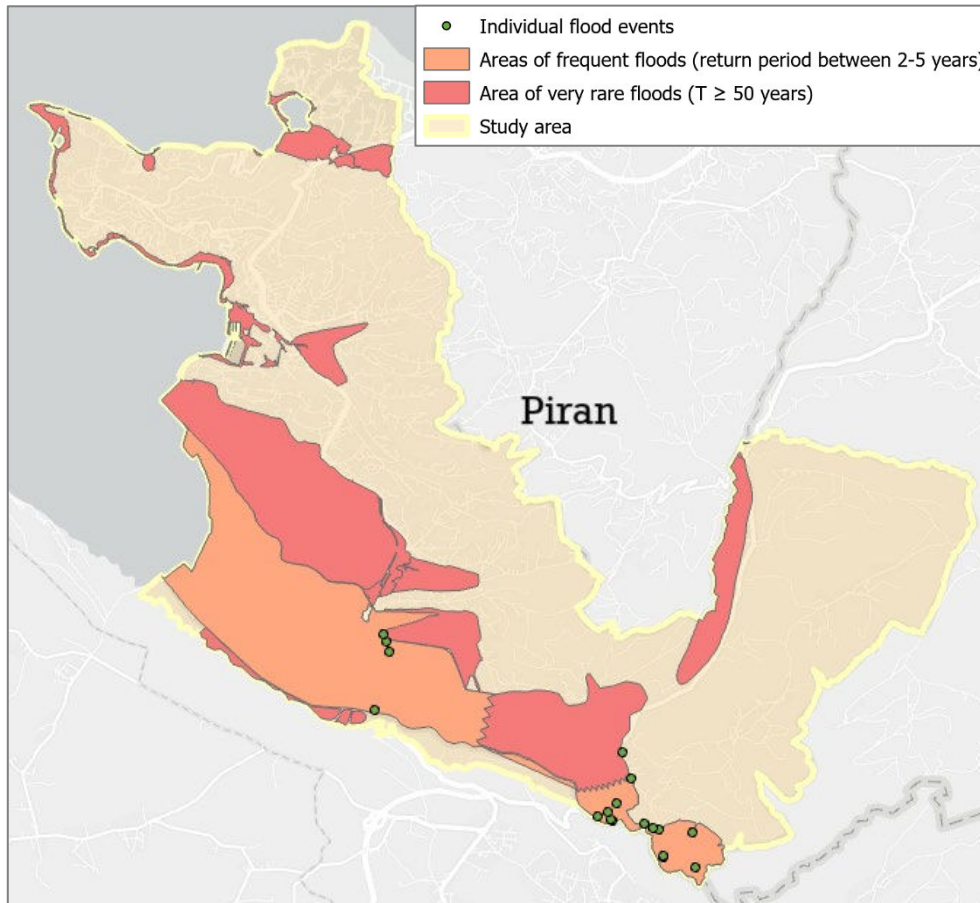 Individual flood events
Areas of frequent floods (return period between 2-5 years)
Area of very rare floods (T ≥ 50 years)
Study area
Piran